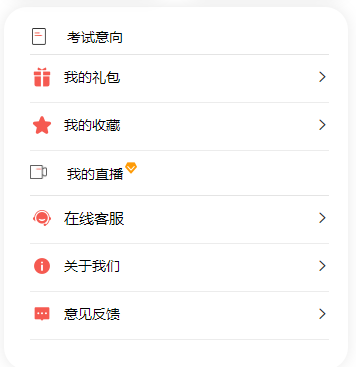 考试意向
我的礼包
我的收藏
我的直播
在线客服
关于我们
意见反馈